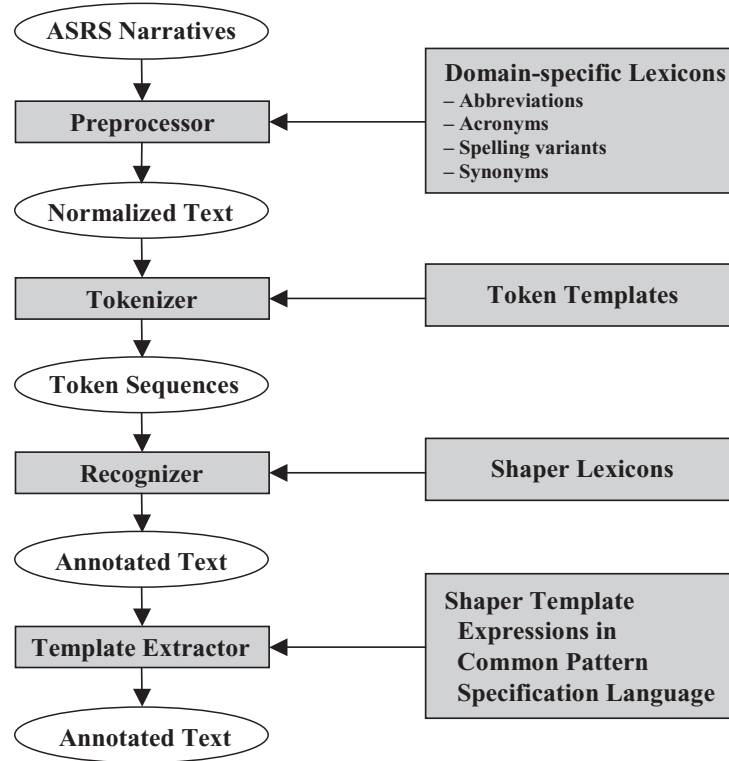 ASRS Narratives
Domain-specific Lexicons
– Abbreviations
– Acronyms
– Spelling variants
– Synonyms
Preprocessor
Normalized Text
Tokenizer
Token Templates
Token Sequences
Recognizer
Shaper Lexicons
Annotated Text
Shaper Template
Expressions in
Common Pattern
Specification Language
Template Extractor
Annotated Text